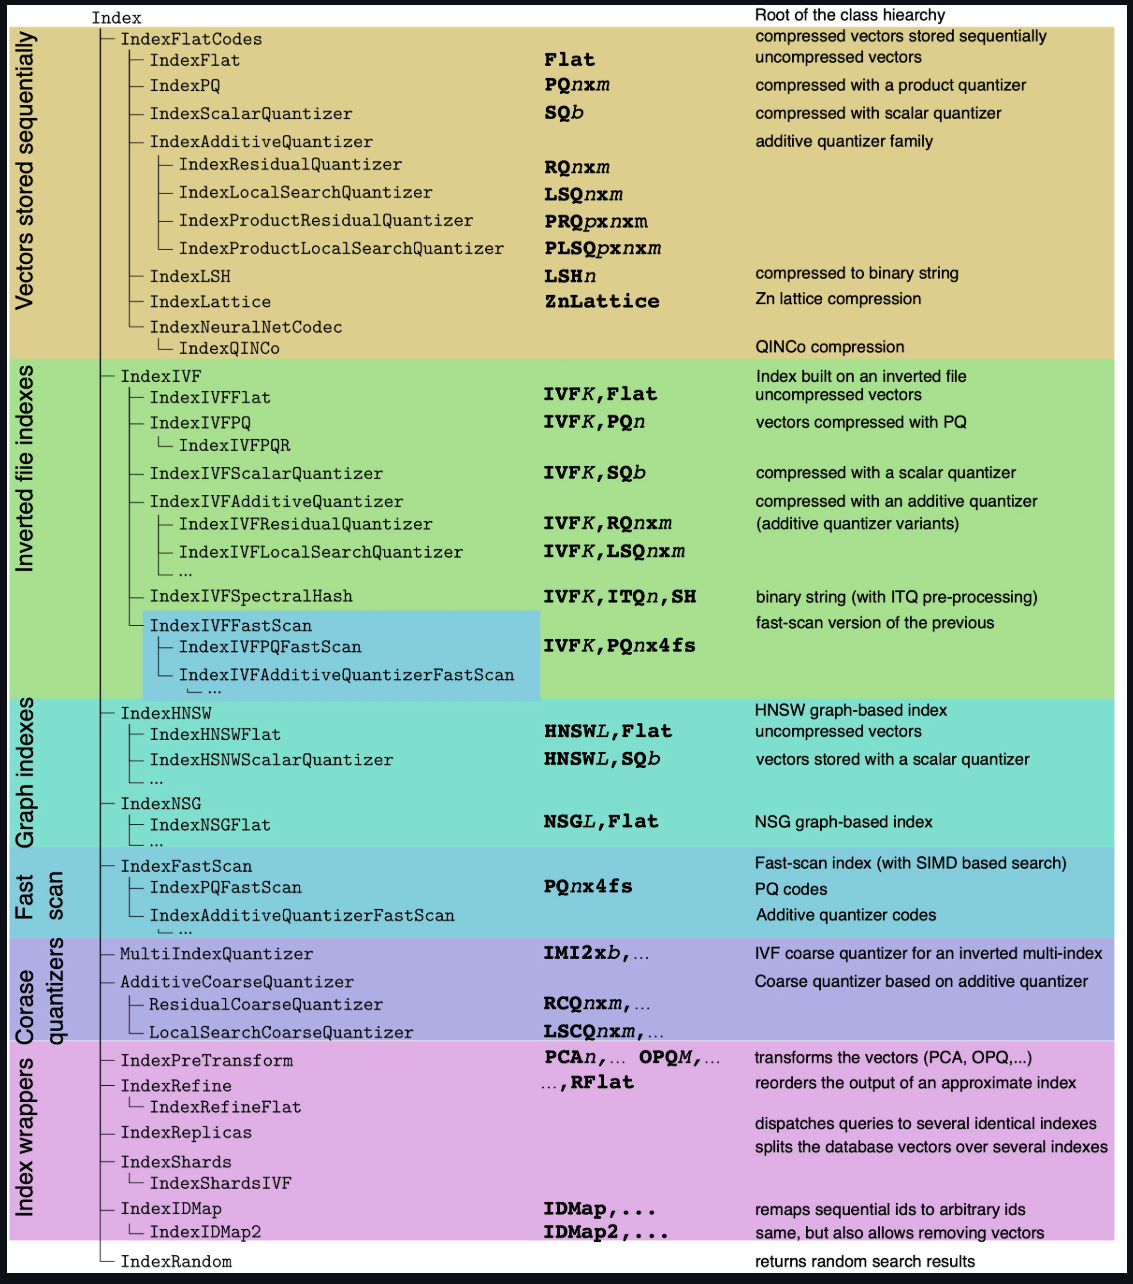 Index Root of the class hiearchy
Vectors stored sequentially
IndexFlatCodes compressed vectors stored sequentially
IndexFlat Flat uncompressed vectors
IndexPQ PQnxm compressed with a product quantizer
IndexScalarQuantizer SQb compressed with scalar quantizer
IndexAdditiveQuantizer additive quantizer family
IndexResidualQuantizer RQnxm
IndexLocalSearchQuantizer LSQnxm
IndexProductResidualQuantizer PRQpxnxm
IndexProductLocalSearchQuantizer PLSQpxnxm
IndexLSH LSHn compressed to binary string
IndexLattice ZnLattice Zn lattice compression
IndexNeuralNetCodec
IndexQINCo QINCo compression
Inverted fiie indexes
IndexIVF Index built on an inverted file
IndexIVFFlat IVFK,Flat uncompressed vectors
IndexIVFPQ IVFK,PQn vectors compressed with PQ
IndexIVFPQR
IndexIVFScalarQuantizer IVFK,SQb compressed with a scalar quantizer
IndexIVFAdditiveQuantizer compressed with an additive quantizer
IndexIVFResidualQuantizer IVFK,RQnxm (additive quantizer variants)
IndexIVFLocalSearchQuantizer IVFK,LSQnxm
...
IndexIVFSpectralHash IVFK,ITQn,SH binary string (with ITQ pre-processing)
IndexIVFFastScan fast-scan version of the previous
IndexIVFPQFastScan IVFK,PQnx4fs
IndexIVFAdditiveQuantizerFastScan
...
Graph indexes
IndexHNSW HNSW graph-based index
IndexHNSWFlat HNSWL,Flat uncompressed vectors
IndexHSNWScalarQuantizer HNSWL,SQb vectors stored with a scalar quantizer
...
IndexNSG
IndexNSGFlat NSGL,Flat NSG graph-based index
...
Fast scan
IndexFastScan Fast-scan index (with SIMD based search)
IndexPQFastScan PQnx4fs PQ codes
IndexAdditiveQuantizerFastScan Additive quantizer codes
...
Corase quantizers
MultiIndexQuantizer IMI2xb,... IVF coarse quantizer for an inverted multi-index
AdditiveCoarseQuantizer Coarse quantizer based on additive quantizer
ResidualCoarseQuantizer RCQnxm,...
LocalSearchCoarseQuantizer LSCQnxm,...
Index wrappers
IndexPreTransform PCAn,... OPQM,... transforms the vectors (PCA, OPQ,...)
IndexRefine ...,RFlat reorders the output of an approximate index
IndexRefineFlat
IndexReplicas dispatches queries to several identical indexes
IndexShards splits the database vectors over several indexes
IndexShardsIVF
IndexIDMap IDMap,... remaps sequential ids to arbitrary ids
IndexIDMap2 IDMap2,... same, but also allows removing vectors
IndexRandom returns random search results